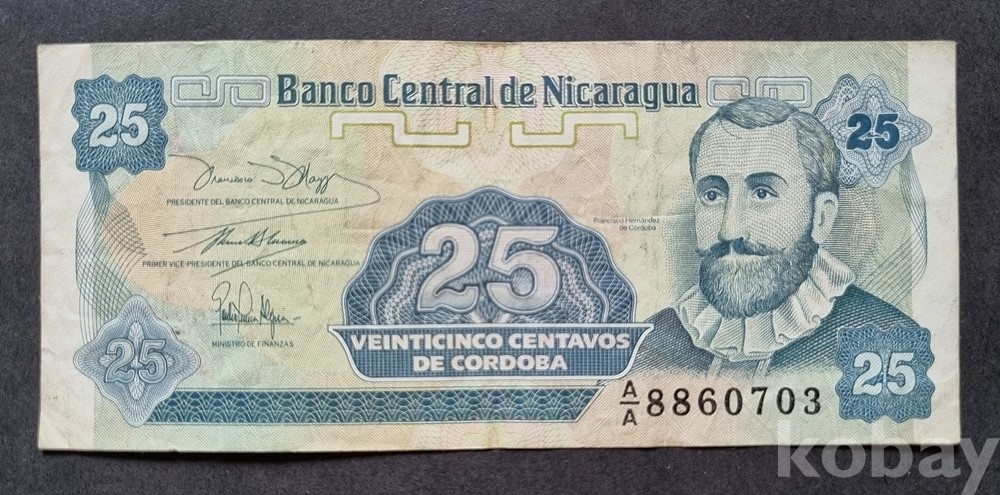 25
Banco Central de Nicaragua
25
PRESIDENTE DEL BANCO CENTRAL DE NICARAGUA
Francisco Hernández
de Córdoba
PRIMER VICE-PRESIDENTE DEL BANCO CENTRAL DE NICARAGUA
25
MINISTRO DE FINANZAS
25
VEINTICINCO CENTAVOS
DE CORDOBA
25
A/A 8860703
kobay